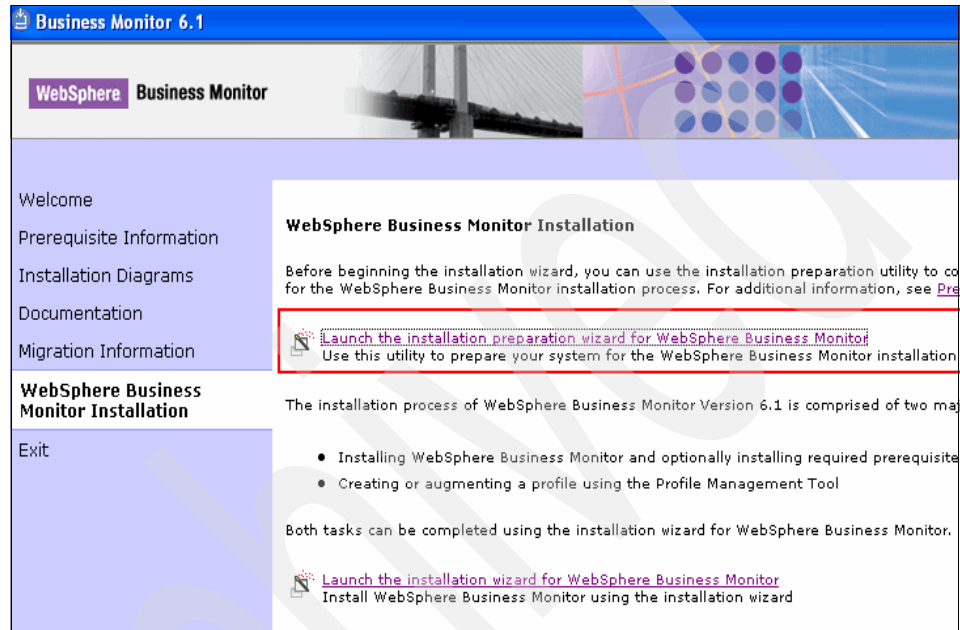 Business Monitor 6.1
WebSphere Business Monitor
Welcome
Prerequisite Information
Installation Diagrams
Documentation
Migration Information
WebSphere Business
Monitor Installation
Exit
WebSphere Business Monitor Installation
Before beginning the installation wizard, you can use the installation preparation utility to co
for the WebSphere Business Monitor installation process. For additional information, see Pre
Launch the installation preparation wizard for WebSphere Business Monitor
Use this utility to prepare your system for the WebSphere Business Monitor installation
The installation process of WebSphere Business Monitor Version 6.1 is comprised of two maj
Installing WebSphere Business Monitor and optionally installing required prerequisite
Creating or augmenting a profile using the Profile Management Tool
Both tasks can be completed using the installation wizard for WebSphere Business Monitor.
Launch the installation wizard for WebSphere Business Monitor
Install WebSphere Business Monitor using the installation wizard